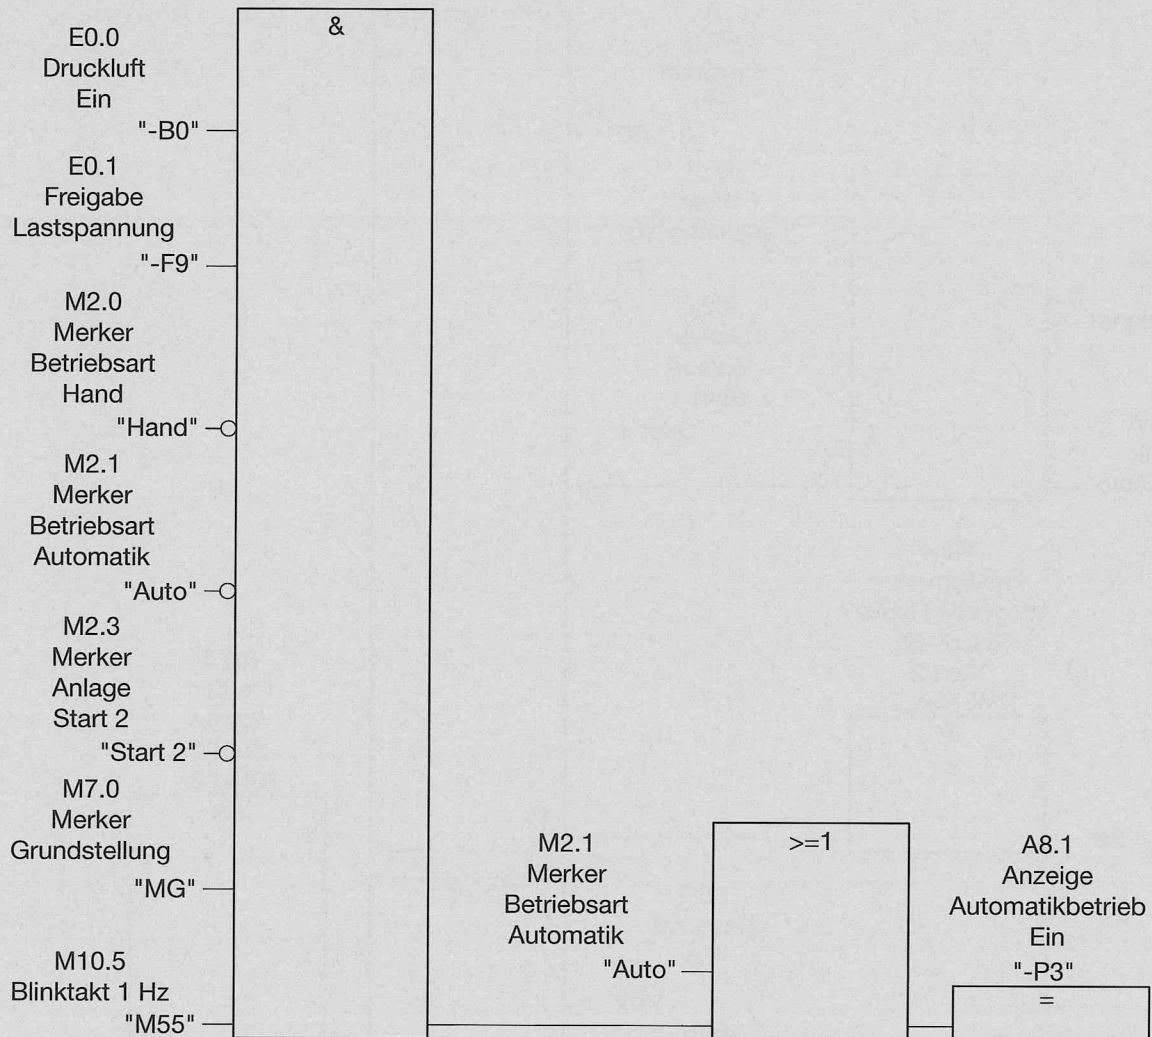 &
E0.0
Druckluft
Ein
"-B0"
E0.1
Freigabe
Lastspannung
"-F9"
M2.0
Merker
Betriebsart
Hand
"Hand"
M2.1
Merker
Betriebsart
Automatik
"Auto"
M2.3
Merker
Anlage
Start 2
"Start 2"
M7.0
Merker
Grundstellung
"MG"
M10.5
Blinktakt 1 Hz
"M55"
M2.1
Merker
Betriebsart
Automatik
"Auto"
>=1
A8.1
Anzeige
Automatikbetrieb
Ein
"-P3"
=